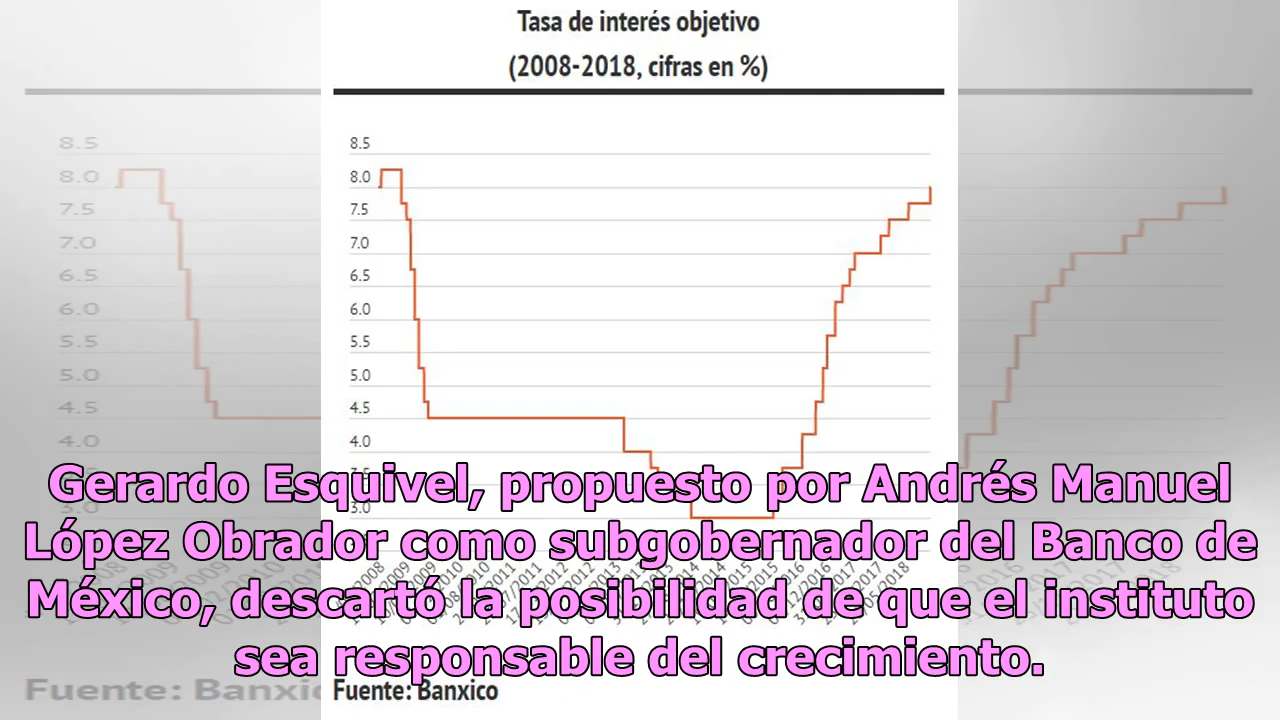 Tasa de interés objetivo
(2008-2018, cifras en %)
8.5
8.0
7.5
7.0
6.5
6.0
5.5
5.0
4.5
4.0
3.0
Gerardo Esquivel, propuesto por Andrés Manuel
López Obrador como subgobernador del Banco de
México, descartó la posibilidad de que el instituto
sea responsable del crecimiento.
Fuente: Banxico